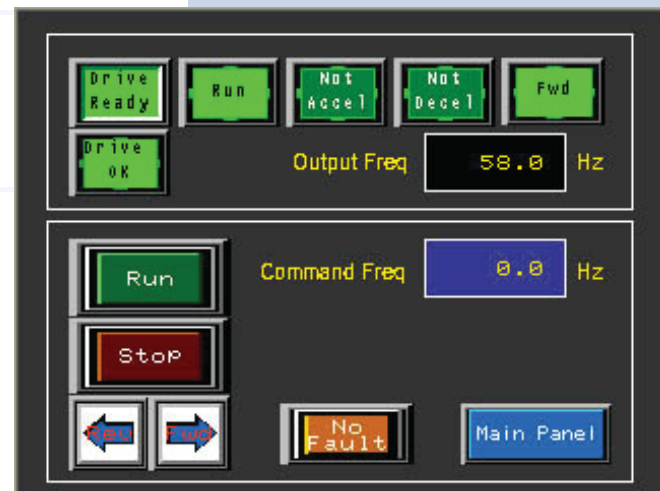 Drive
Ready
Run
Not
Accel
Not
Decel
Fwd
Drive
OK
Output Freq 58.0 Hz
Run
Command Freq 0.0 Hz
Stop
Rev
Fwd
No
Fault
Main Panel